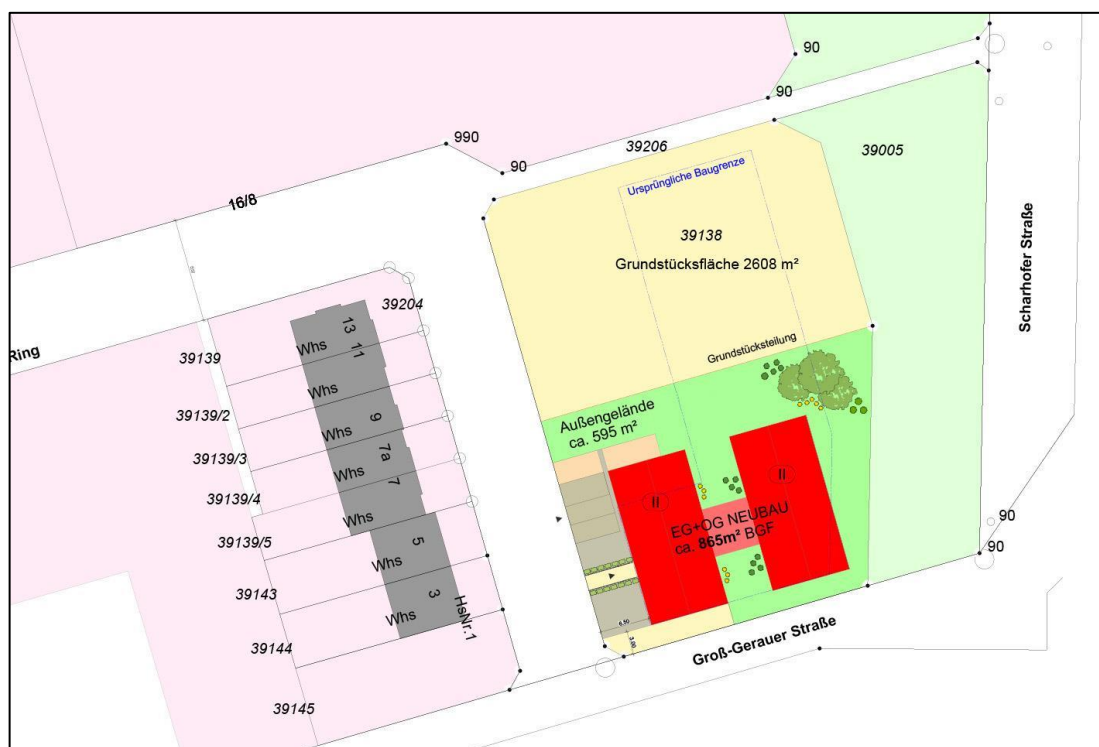 90
90
990
90
39206
39005
16/8
Ursprüngliche Baugrenze
39138
Grundstücksfläche 2608 m²
Scharhofer Straße
39204
Ring
13
Whs
11
39139
Grundstücksteilung
Whs
39139/2
9
Whs
Außengelände
ca. 595 m²
39139/3
7a
Whs
39139/4
7
Whs
II
II
EG+OG NEUBAU
ca. 865m² BGF
39139/5
5
Whs
90
90
39143
3
Whs
HsNr.1
6.50
3.00
39144
Groß-Gerauer Straße
39145